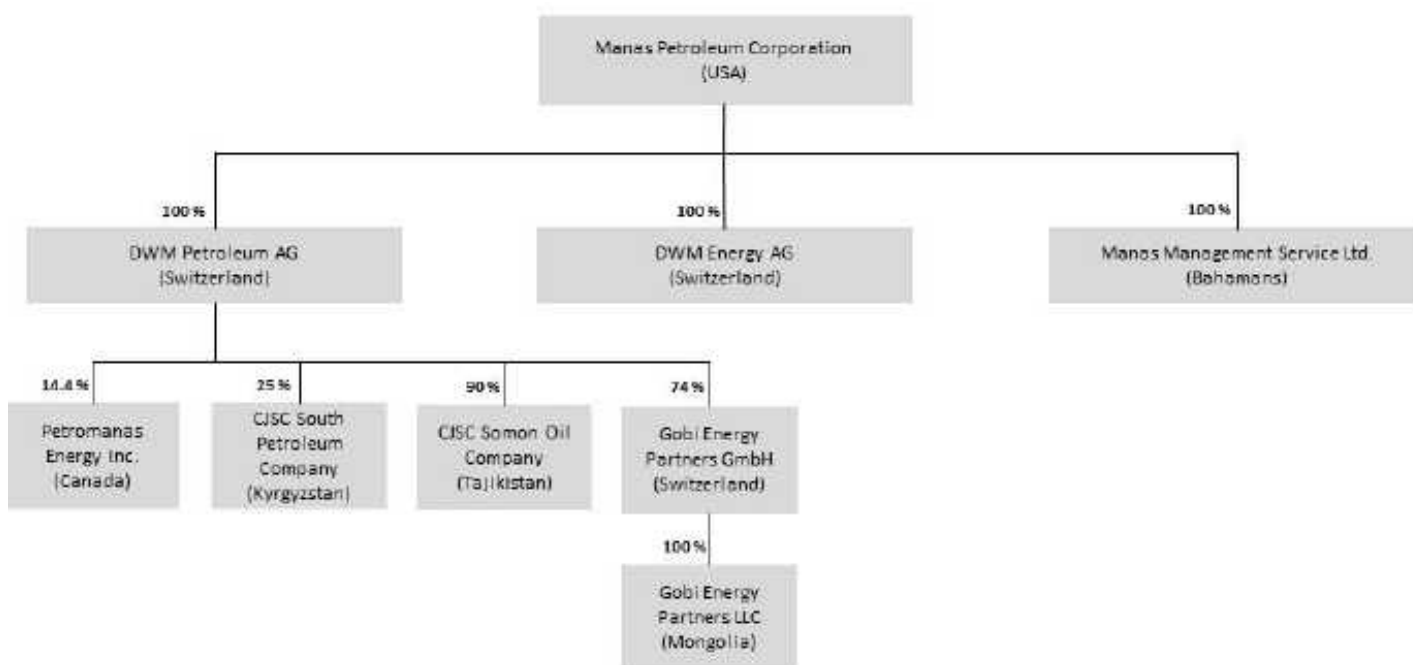 Manas Petroleum Corporation
(USA)
100 %
100 %
100 %
DWM Petroleum AG
(Switzerland)
DWM Energy AG
(Switzerland)
Manas Management Service Ltd.
(Bahamans)
14.4 %
25 %
90 %
74 %
Petromanas
Energy Inc.
(Canada)
CJSC South
Petroleum
Company
(Kyrgyzstan)
CJSC Somon Oil
Company
(Tajikistan)
Gobi Energy
Partners GmbH
(Switzerland)
100 %
Gobi Energy
Partners LLC
(Mongolia)